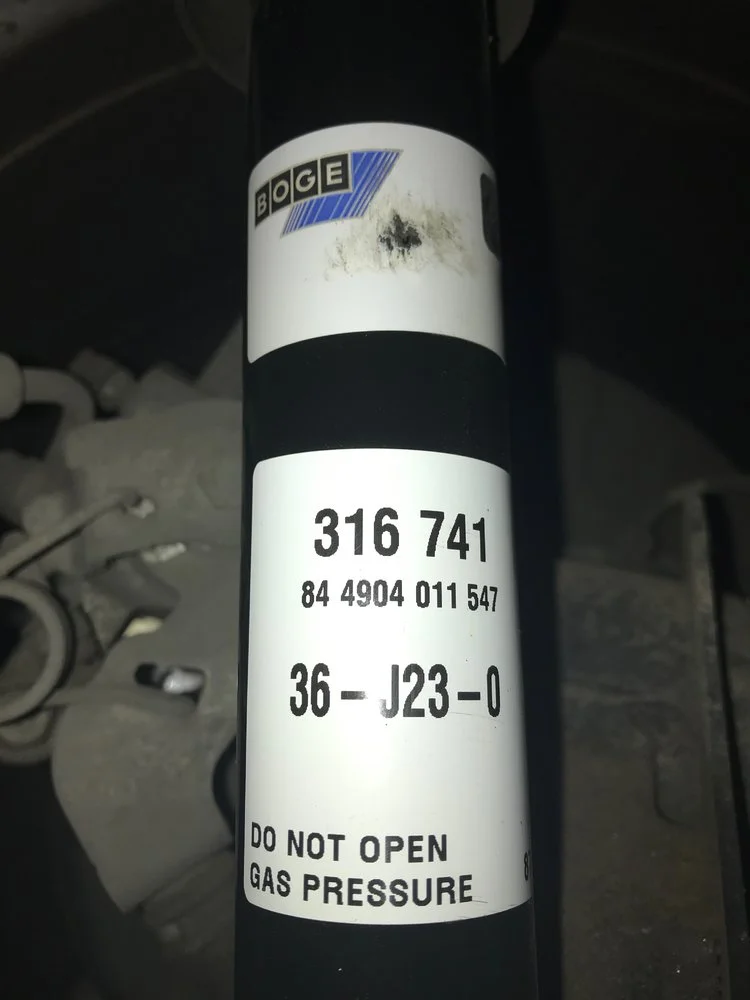 BOGE
316 741
84 4904 011 547
36-J23-0
DO NOT OPEN
GAS PRESSURE